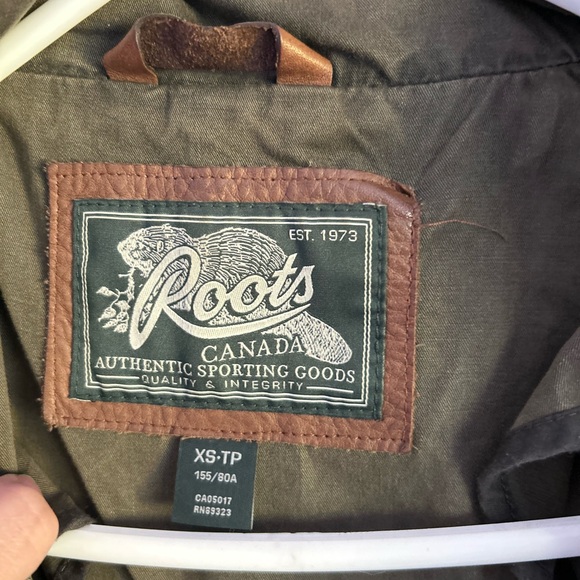 EST. 1973
Roots
CANADA
AUTHENTIC SPORTING GOODS
QUALITY & INTEGRITY
XS·TP
155/80A
CA05017
RN89323